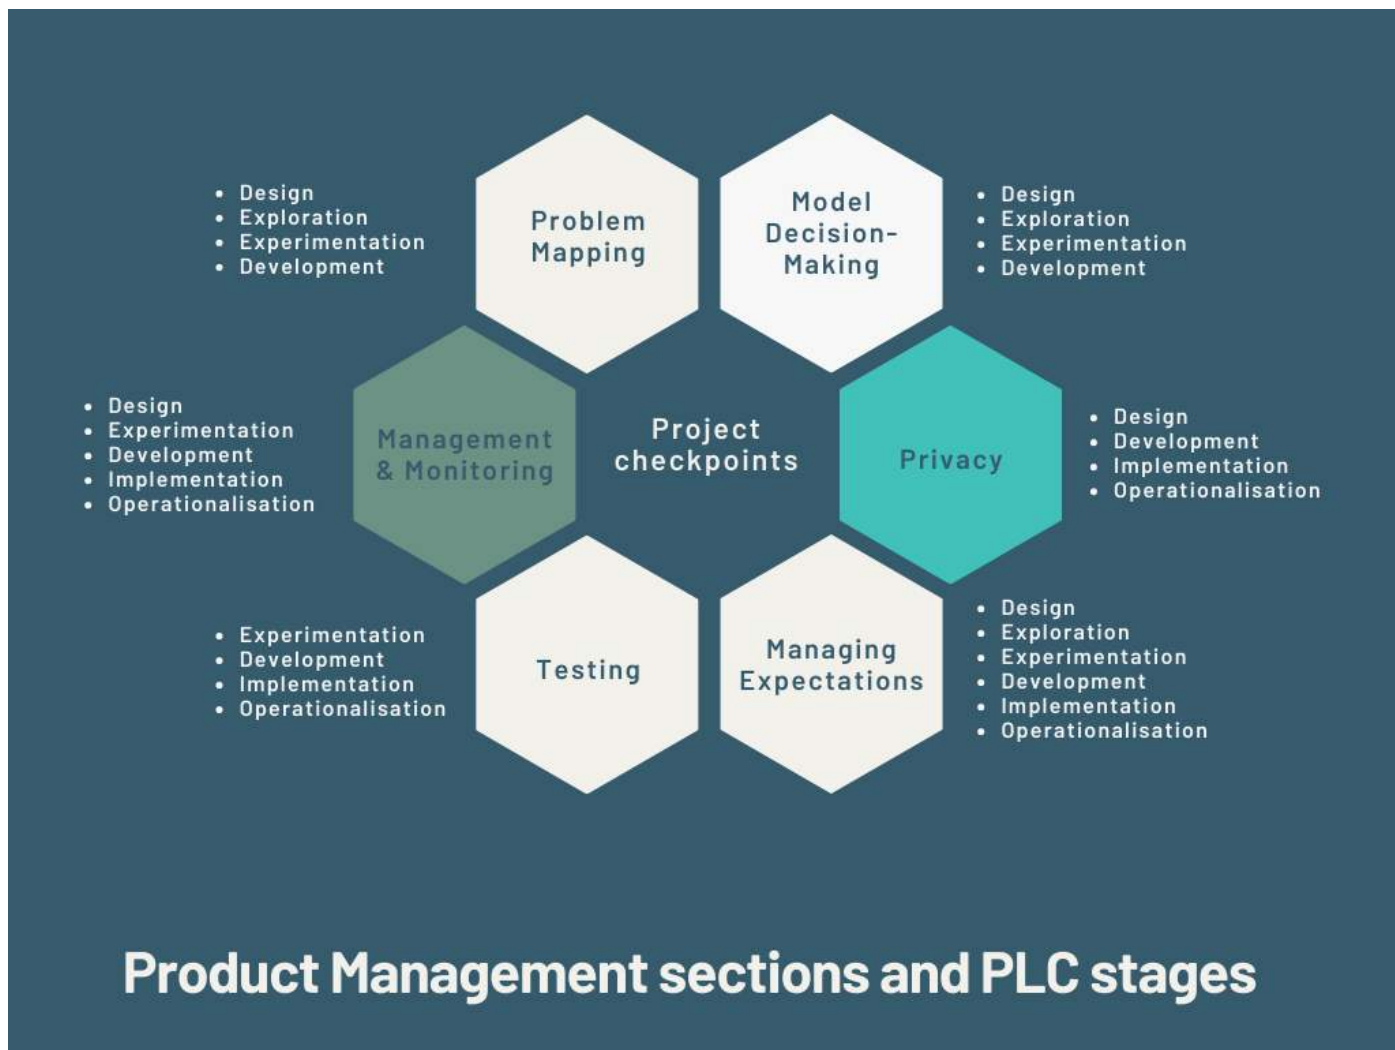 Problem
Mapping
• Design
• Exploration
• Experimentation
• Development
Model
Decision-
Making
• Design
• Exploration
• Experimentation
• Development
Management
& Monitoring
• Design
• Experimentation
• Development
• Implementation
• Operationalisation
Project
checkpoints
Privacy
• Design
• Development
• Implementation
• Operationalisation
Testing
• Experimentation
• Development
• Implementation
• Operationalisation
Managing
Expectations
• Design
• Exploration
• Experimentation
• Development
• Implementation
• Operationalisation
Product Management sections and PLC stages